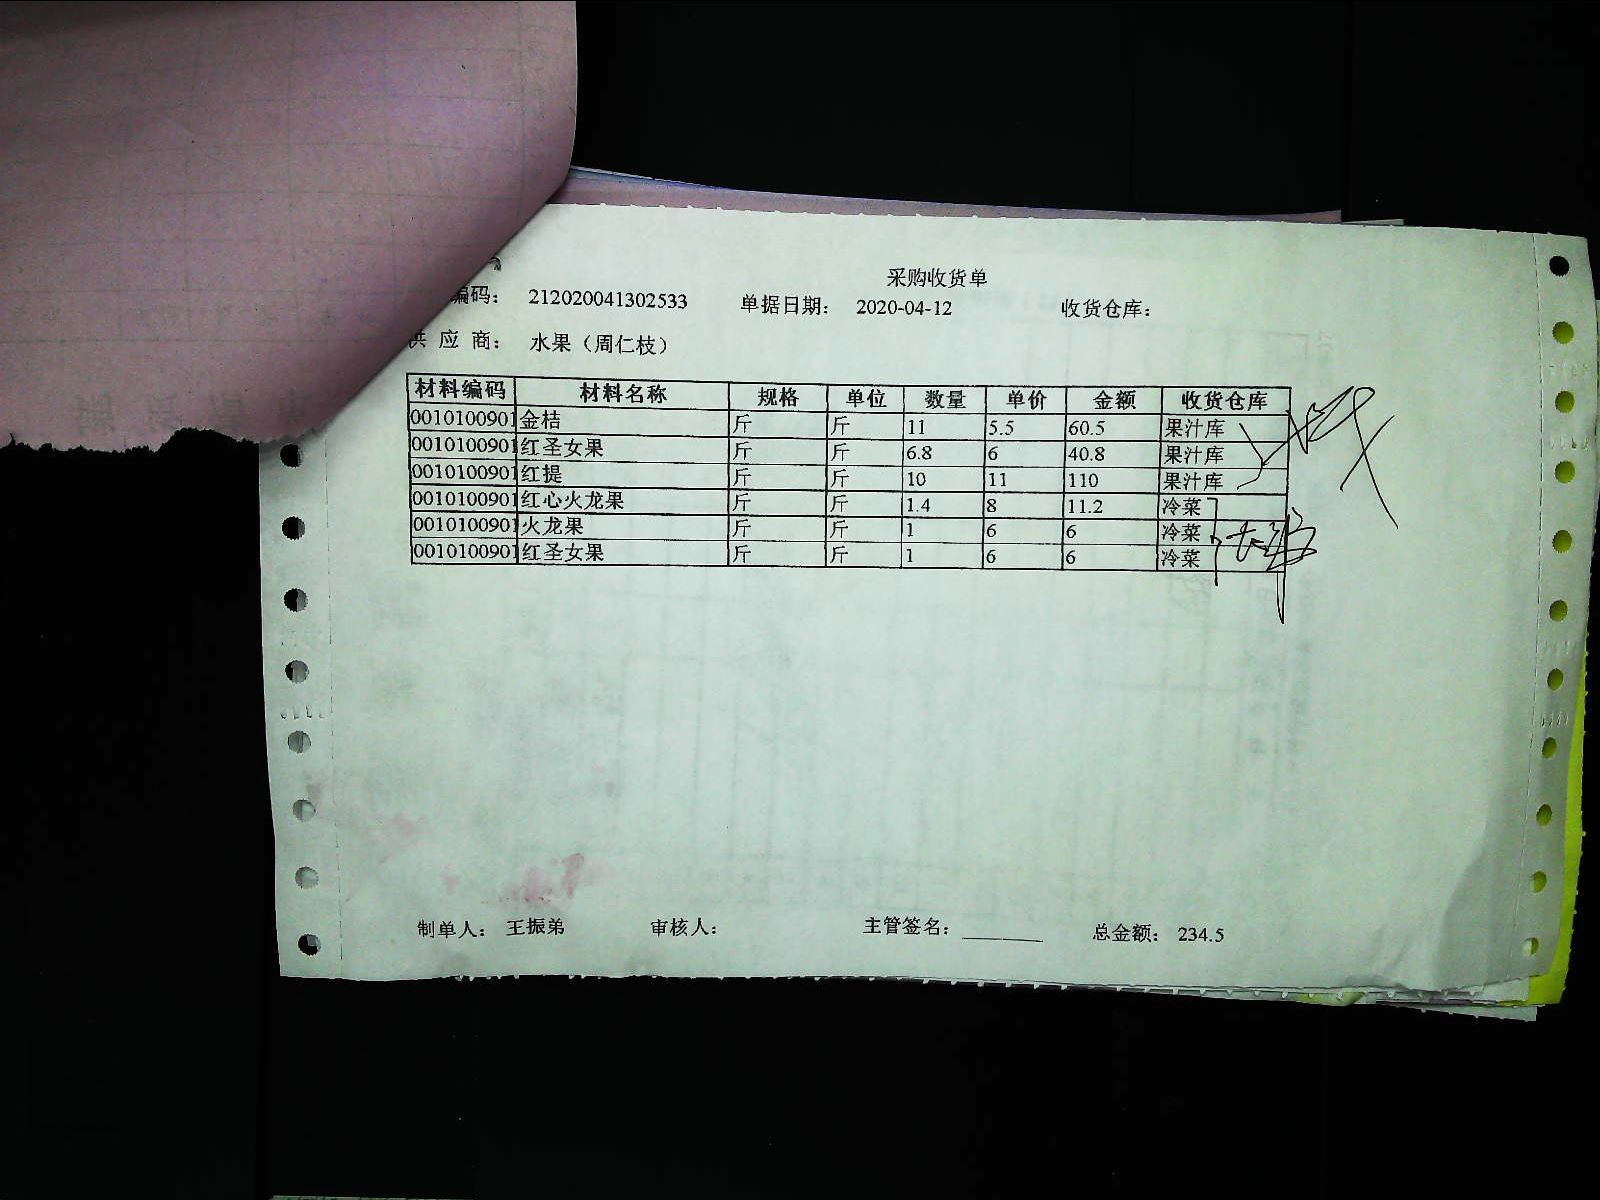 采购收货单
编码： 212020041302533 单据日期： 2020-04-12 收货仓库：
供 应 商： 水果（周仁枝）
材料编码 材料名称 规格 单位 数量 单价 金额 收货仓库
0010100901 金桔 斤 斤 11 5.5 60.5 果汁库
0010100901 红圣女果 斤 斤 6.8 6 40.8 果汁库
0010100901 红提 斤 斤 10 11 110 果汁库
0010100901 红心火龙果 斤 斤 1.4 8 11.2 冷菜
0010100901 火龙果 斤 斤 1 6 6 冷菜
0010100901 红圣女果 斤 斤 1 6 6 冷菜
制单人： 王振弟 审核人： 主管签名： 总金额： 234.5